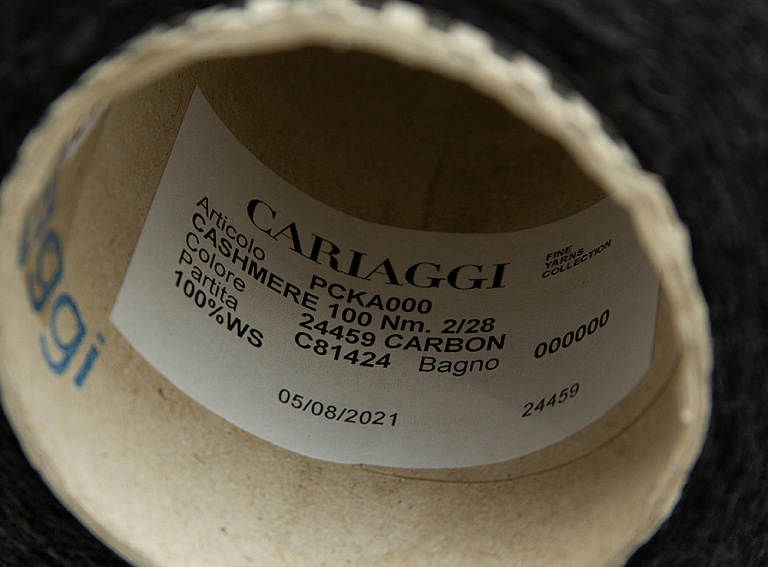 CARIAGGI
FINE
YARNS
COLLECTION
Articolo PCKA000
CASHMERE 100 Nm. 2/28
Colore 24459 CARBON
Partita C81424 Bagno 000000
100%WS
05/08/2021 24459
ggi